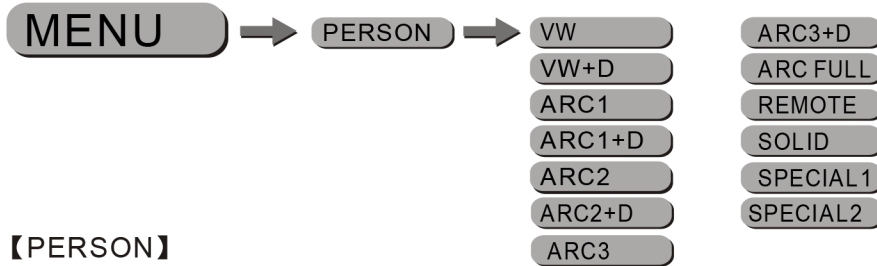 MENU
PERSON
VW
VW+D
ARC1
ARC1+D
ARC2
ARC2+D
ARC3
ARC3+D
ARC FULL
REMOTE
SOLID
SPECIAL1
SPECIAL2
【PERSON】